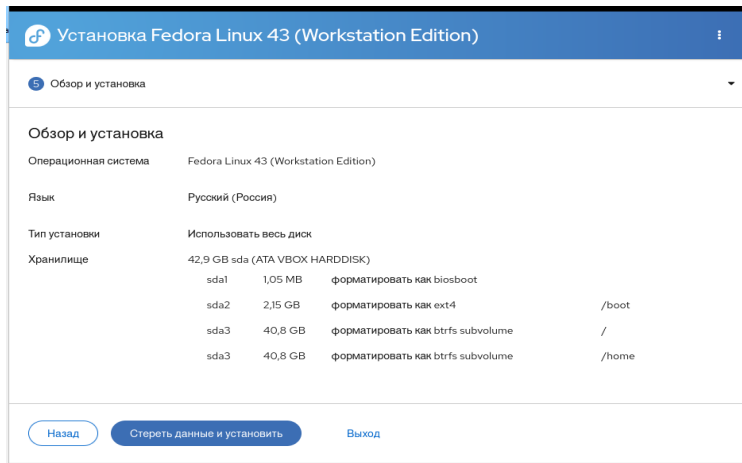 Установка Fedora Linux 43 (Workstation Edition)
5 Обзор и установка
Обзор и установка
Операционная система Fedora Linux 43 (Workstation Edition)
Язык Русский (Россия)
Тип установки Использовать весь диск
Хранилище 42,9 GB sda (ATA VBOX HARDDISK)
sda1 1,05 MB форматировать как biosboot
sda2 2,15 GB форматировать как ext4 /boot
sda3 40,8 GB форматировать как btrfs subvolume /
sda3 40,8 GB форматировать как btrfs subvolume /home
Назад Стереть данные и установить Выход